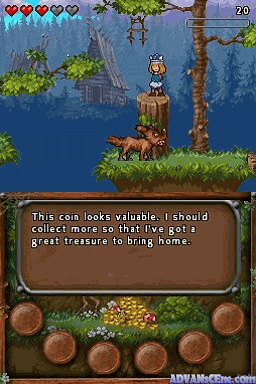 20
This coin looks valuable. I should
collect more so that I've got a
great treasure to bring home.
ADVANsCEne.com